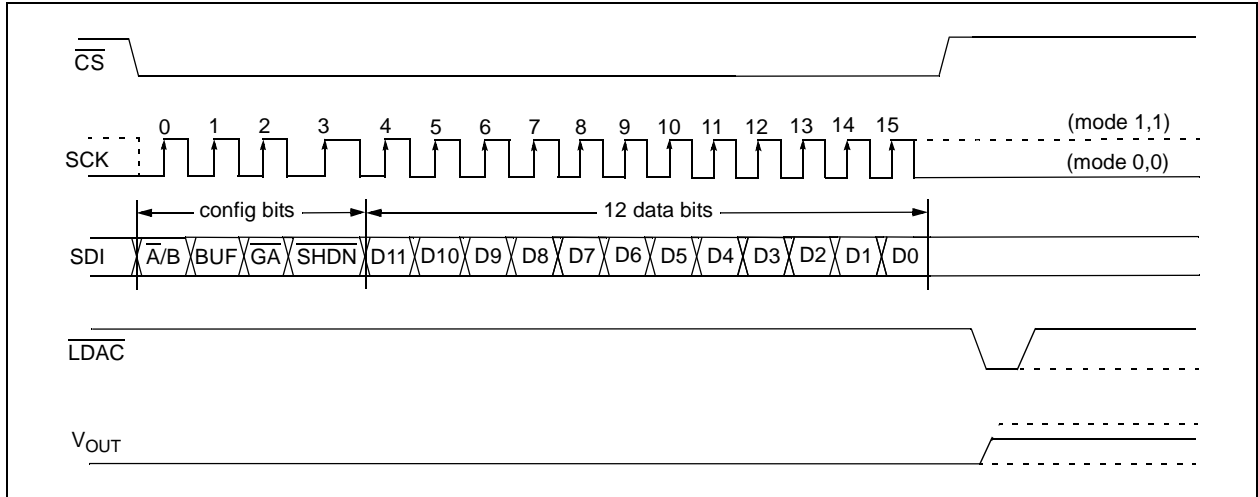 CS
0 1 2 3 4 5 6 7 8 9 10 11 12 13 14 15
(mode 1,1)
SCK
(mode 0,0)
config bits
12 data bits
SDI
A/B BUF GA SHDN D11 D10 D9 D8 D7 D6 D5 D4 D3 D2 D1 D0
LDAC
VOUT